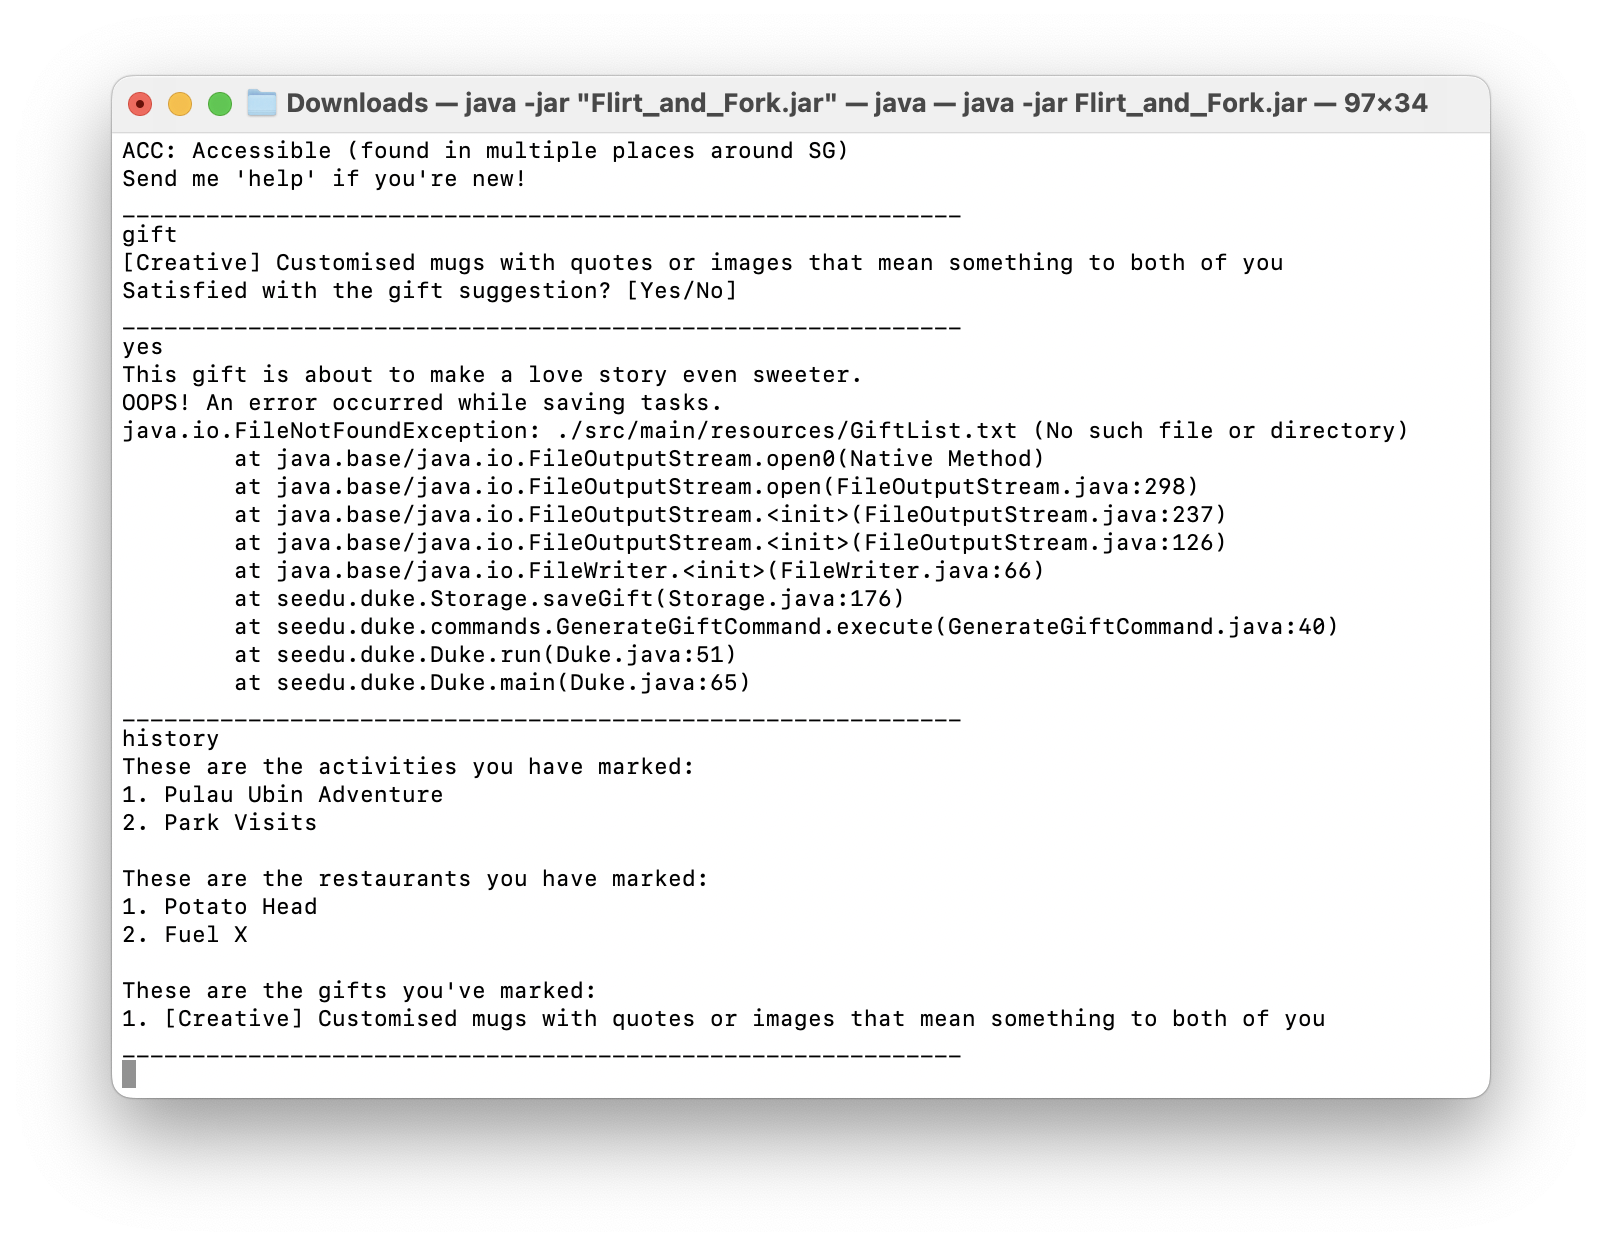 Downloads — java -jar "Flirt_and_Fork.jar" — java — java -jar Flirt_and_Fork.jar — 97×34
ACC: Accessible (found in multiple places around SG)
Send me 'help' if you're new!
____________________________________________________________
gift
[Creative] Customised mugs with quotes or images that mean something to both of you
Satisfied with the gift suggestion? [Yes/No]
____________________________________________________________
yes
This gift is about to make a love story even sweeter.
OOPS! An error occurred while saving tasks.
java.io.FileNotFoundException: ./src/main/resources/GiftList.txt (No such file or directory)
        at java.base/java.io.FileOutputStream.open0(Native Method)
        at java.base/java.io.FileOutputStream.open(FileOutputStream.java:298)
        at java.base/java.io.FileOutputStream.<init>(FileOutputStream.java:237)
        at java.base/java.io.FileOutputStream.<init>(FileOutputStream.java:126)
        at java.base/java.io.FileWriter.<init>(FileWriter.java:66)
        at seedu.duke.Storage.saveGift(Storage.java:176)
        at seedu.duke.commands.GenerateGiftCommand.execute(GenerateGiftCommand.java:40)
        at seedu.duke.Duke.run(Duke.java:51)
        at seedu.duke.Duke.main(Duke.java:65)
____________________________________________________________
history
These are the activities you have marked:
1. Pulau Ubin Adventure
2. Park Visits

These are the restaurants you have marked:
1. Potato Head
2. Fuel X

These are the gifts you've marked:
1. [Creative] Customised mugs with quotes or images that mean something to both of you
____________________________________________________________